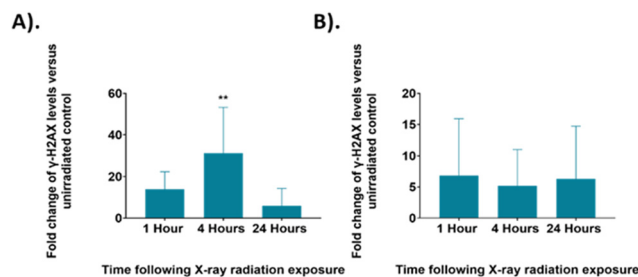 A).
B).
Fold change of γ-H2AX levels versus
unirradiated control
60
40
20
0
**
1 Hour 4 Hours 24 Hours
Time following X-ray radiation exposure
Fold change of γ-H2AX levels versus
unirradiated control
20
15
10
5
0
1 Hour 4 Hours 24 Hours
Time following X-ray radiation exposure